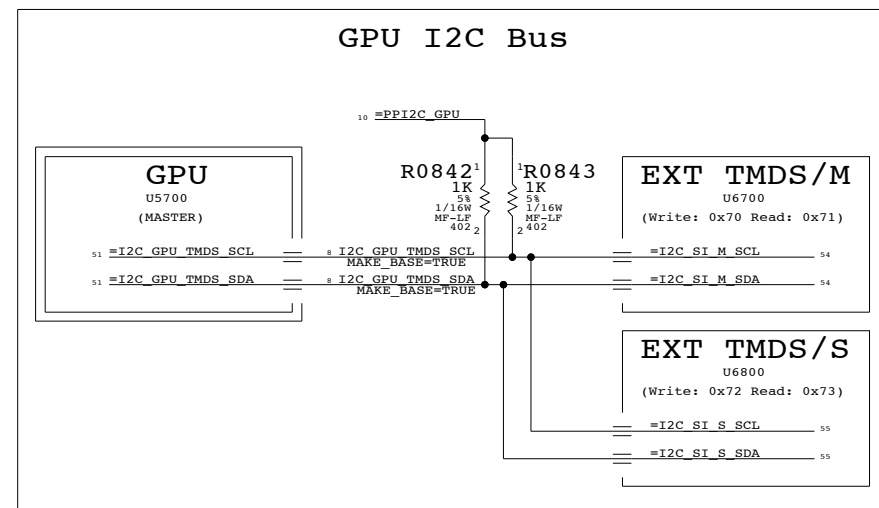 GPU I2C Bus
10 =PPI2C_GPU
GPU
U5700
(MASTER)
51 =I2C_GPU_TMDS_SCL
51 =I2C_GPU_TMDS_SDA
8 I2C_GPU_TMDS_SCL
MAKE_BASE=TRUE
8 I2C_GPU_TMDS_SDA
MAKE_BASE=TRUE
R0842 1
1K
5%
1/16W
MF-LF
402 2
1 R0843
1K
5%
1/16W
MF-LF
2 402
EXT TMDS/M
U6700
(Write: 0x70 Read: 0x71)
=I2C_SI_M_SCL 54
=I2C_SI_M_SDA 54
EXT TMDS/S
U6800
(Write: 0x72 Read: 0x73)
=I2C_SI_S_SCL 55
=I2C_SI_S_SDA 55